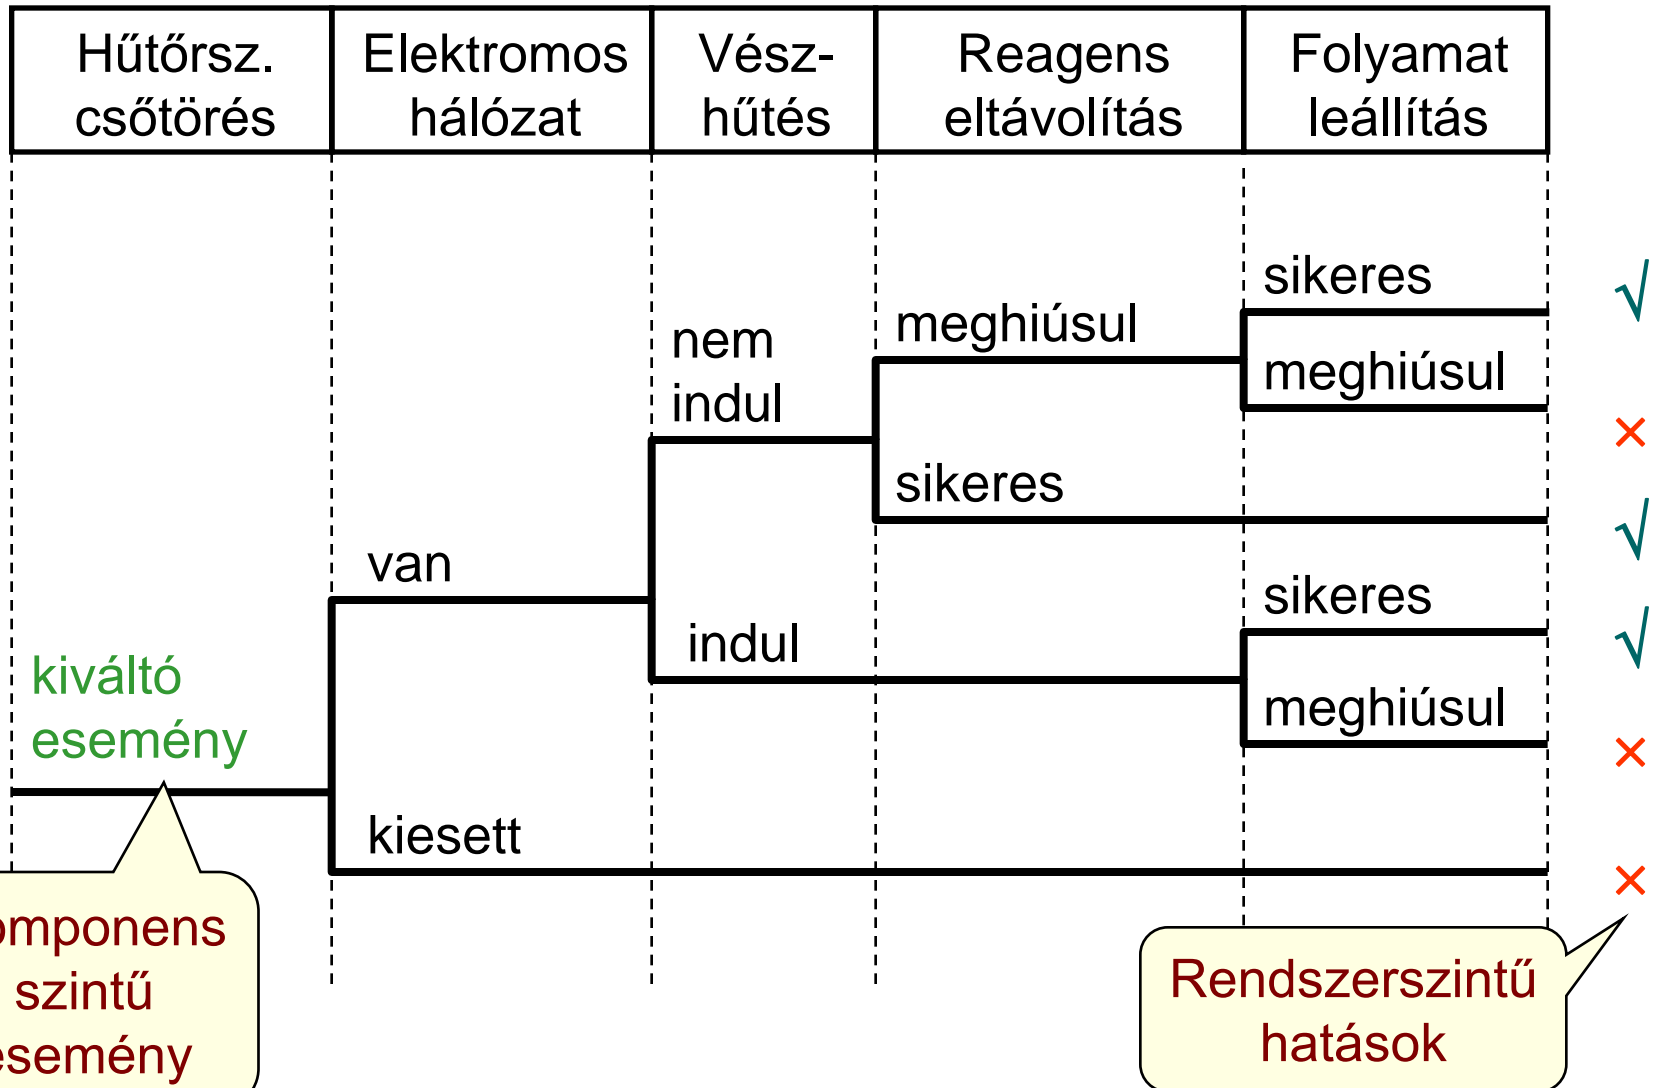 Hűtőrsz.
csőtörés
Elektromos
hálózat
Vész-
hűtés
Reagens
eltávolítás
Folyamat
leállítás
sikeres
√
meghiúsul
nem
indul
meghiúsul
×
sikeres
√
van
sikeres
√
indul
kiváltó
esemény
meghiúsul
×
kiesett
×
omponens
szintű
esemény
Rendszerszintű
hatások